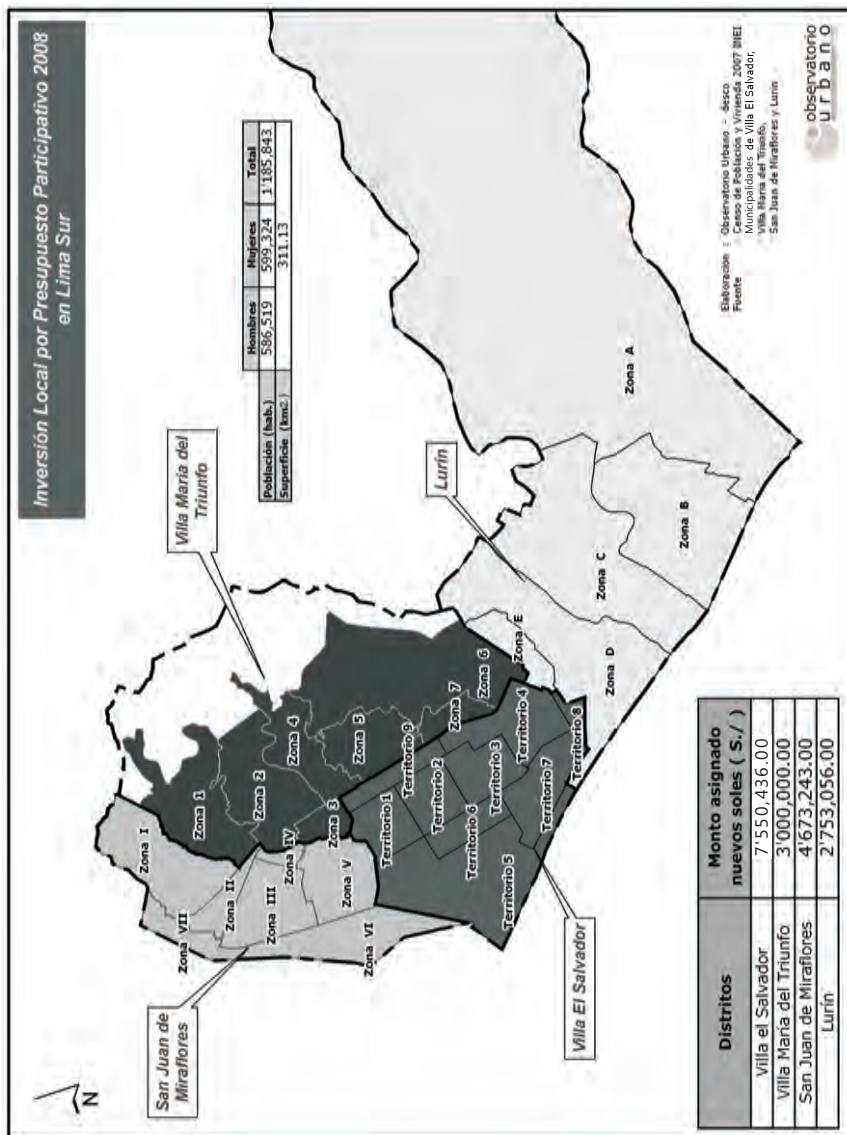 Inversión Local por Presupuesto Participativo 2008
en Lima Sur
N
San Juan de
Miraflores
Villa María del
Triunfo
Lurín
Villa El Salvador
Hombres Mujeres Total
Población (hab.) 586,519 599,324 1'185,843
Superficie (km2) 311.13
Zona I
Zona VII
Zona II
Zona III
Zona IV
Zona V
Zona VI
Zona 1
Zona 2
Zona 3
Zona 4
Zona 5
Zona 7
Zona 6
Territorio 1
Territorio 9
Territorio 2
Territorio 6
Territorio 3
Territorio 4
Territorio 5
Territorio 7
Territorio 8
Zona E
Zona D
Zona C
Zona B
Zona A
Distritos Monto asignado
nuevos soles ( S./ )
Villa el Salvador 7'550,436.00
Villa María del Triunfo 3'000,000.00
San Juan de Miraflores 4'673,243.00
Lurín 2'753,056.00
Elaboración : Observatorio Urbano - desco
Fuente : Censo de Población y Vivienda 2007 INEI
Municipalidades de Villa El Salvador,
Villa María del Triunfo,
San Juan de Miraflores y Lurín
observatorio
urbano